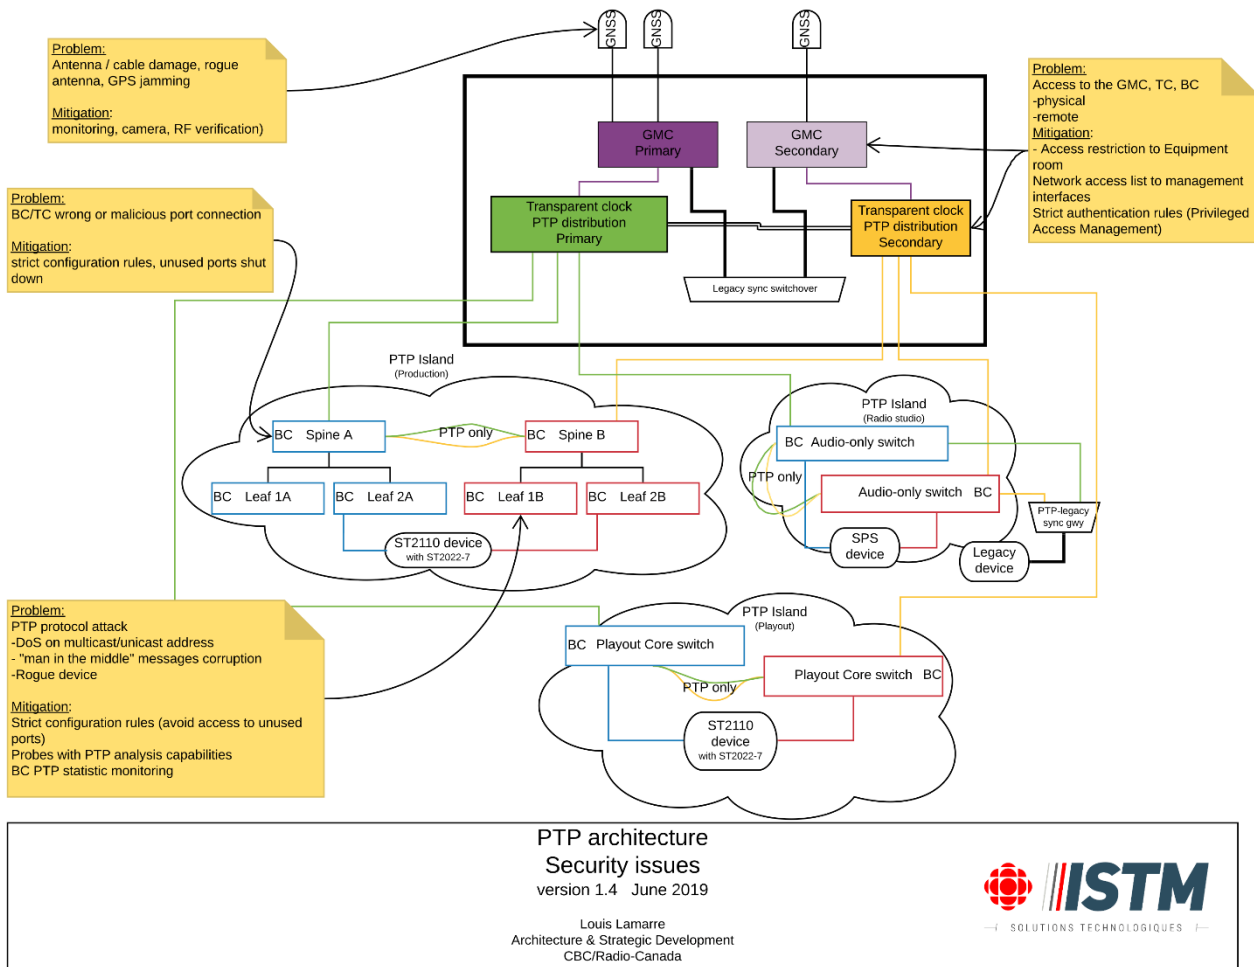 GNSS
GNSS
GNSS
Problem:
Antenna / cable damage, rogue
antenna, GPS jamming
Mitigation:
monitoring, camera, RF verification)
Problem:
Access to the GMC, TC, BC
-physical
-remote
Mitigation:
- Access restriction to Equipment
room
Network access list to management
interfaces
Strict authentication rules (Privileged
Access Management)
GMC
Primary
GMC
Secondary
Problem:
BC/TC wrong or malicious port connection
Mitigation:
strict configuration rules, unused ports shut
down
Transparent clock
PTP distribution
Primary
Transparent clock
PTP distribution
Secondary
Legacy sync switchover
PTP Island
(Production)
BC Spine A
PTP only
BC Spine B
BC Leaf 1A
BC Leaf 2A
BC Leaf 1B
BC Leaf 2B
ST2110 device
with ST2022-7
PTP Island
(Radio studio)
BC Audio-only switch
PTP only
Audio-only switch BC
PTP-legacy
sync gwy
SPS
device
Legacy
device
Problem:
PTP protocol attack
-DoS on multicast/unicast address
- "man in the middle" messages corruption
-Rogue device
Mitigation:
Strict configuration rules (avoid access to unused
ports)
Probes with PTP analysis capabilities
BC PTP statistic monitoring
PTP Island
(Playout)
BC Playout Core switch
PTP only
Playout Core switch BC
ST2110
device
with ST2022-7
PTP architecture
Security issues
version 1.4 June 2019
Louis Lamarre
Architecture & Strategic Development
CBC/Radio-Canada
ISTM
SOLUTIONS TECHNOLOGIQUES